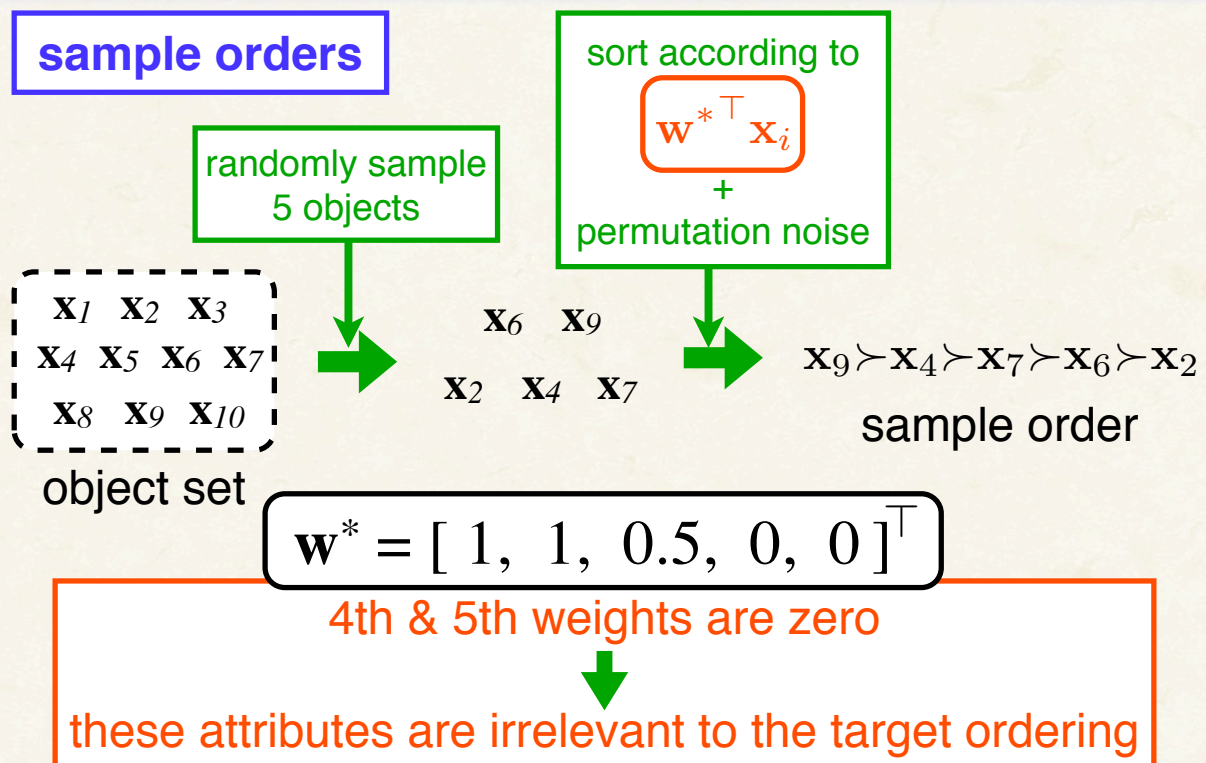 sample orders
randomly sample
5 objects
sort according to
w*⊤xᵢ
+
permutation noise
x1 x2 x3
x4 x5 x6 x7
x8 x9 x10
object set
x6 x9
x2 x4 x7
x₉≻x₄≻x₇≻x₆≻x₂
sample order
w* = [ 1, 1, 0.5, 0, 0 ]⊤
4th & 5th weights are zero
these attributes are irrelevant to the target ordering